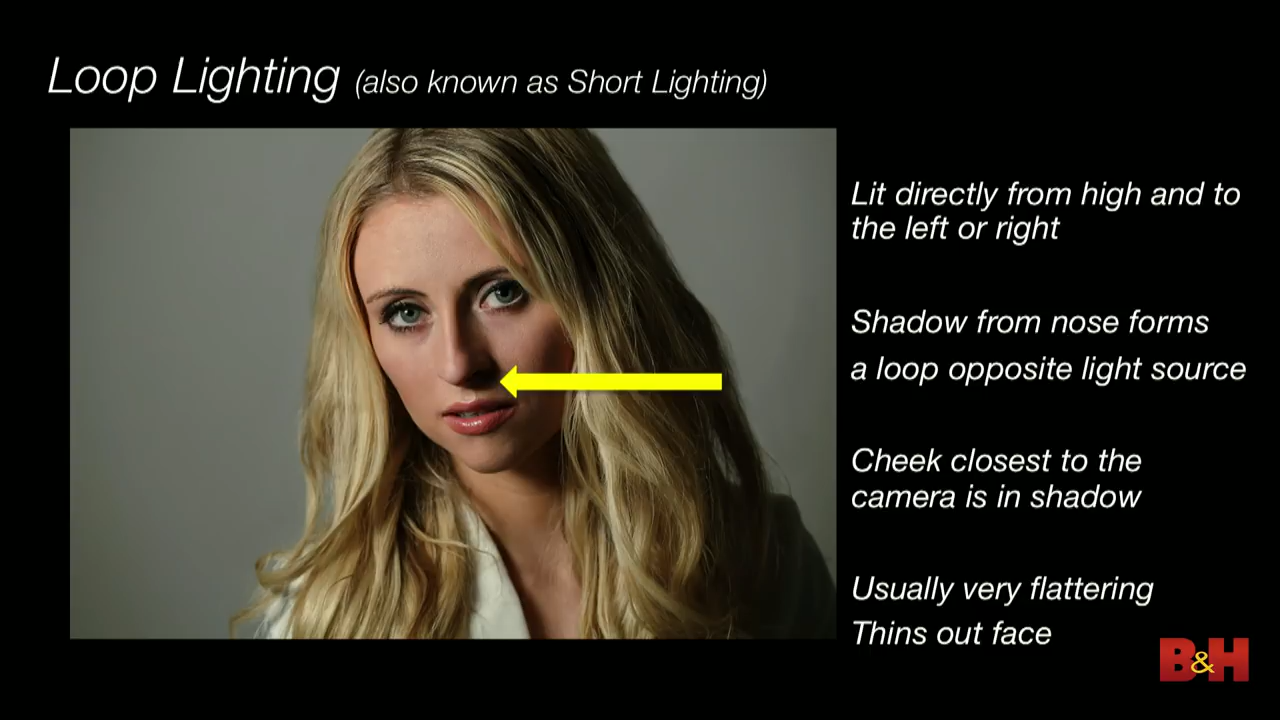 Loop Lighting (also known as Short Lighting)
Lit directly from high and to
the left or right
Shadow from nose forms
a loop opposite light source
Cheek closest to the
camera is in shadow
Usually very flattering
Thins out face
B&H